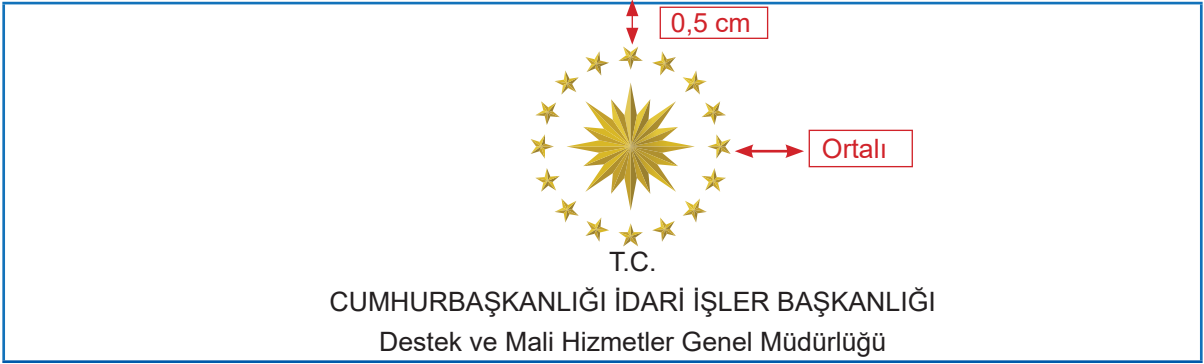 0,5 cm
Ortalı
T.C.
CUMHURBAŞKANLIĞI İDARİ İŞLER BAŞKANLIĞI
Destek ve Mali Hizmetler Genel Müdürlüğü